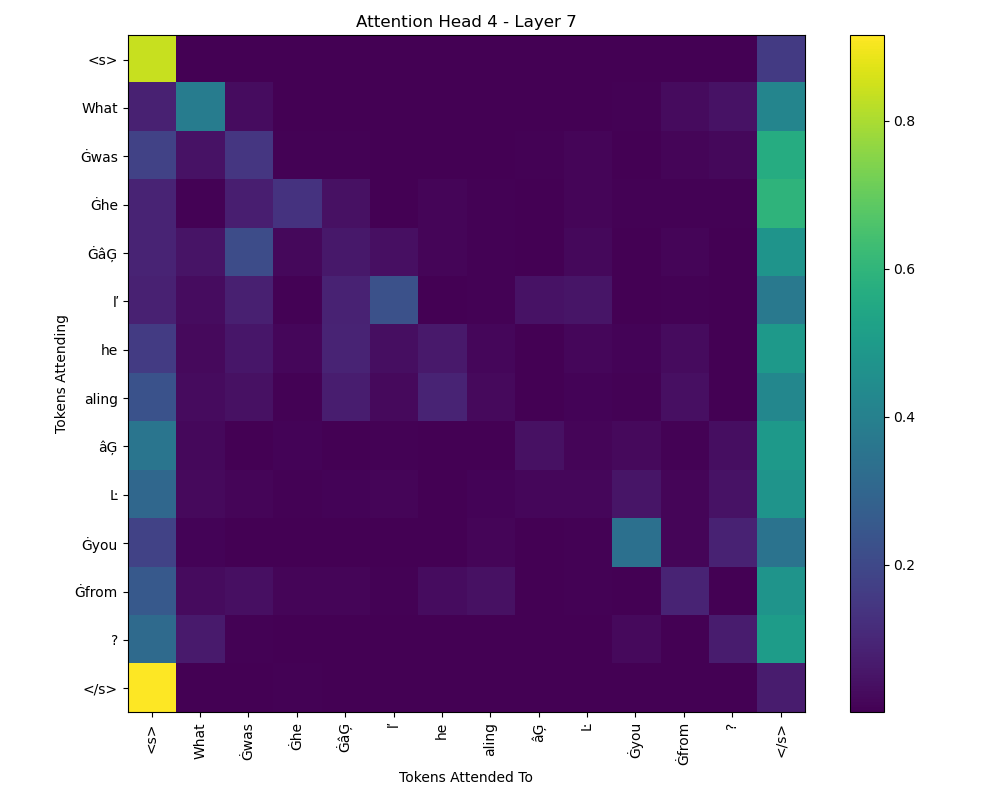 Attention Head 4 - Layer 7
Tokens Attending
<s>
What
Ġwas
Ġhe
ĠâĢ
ľ
he
aling
âĢ
Ŀ
Ġyou
Ġfrom
?
</s>
0.8
0.6
0.4
0.2
<s>
What
Ġwas
Ġhe
ĠâĢ
ľ
he
aling
âĢ
Ŀ
Ġyou
Ġfrom
?
</s>
Tokens Attended To